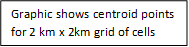 Graphic shows centroid points
for 2 km x 2km grid of cells